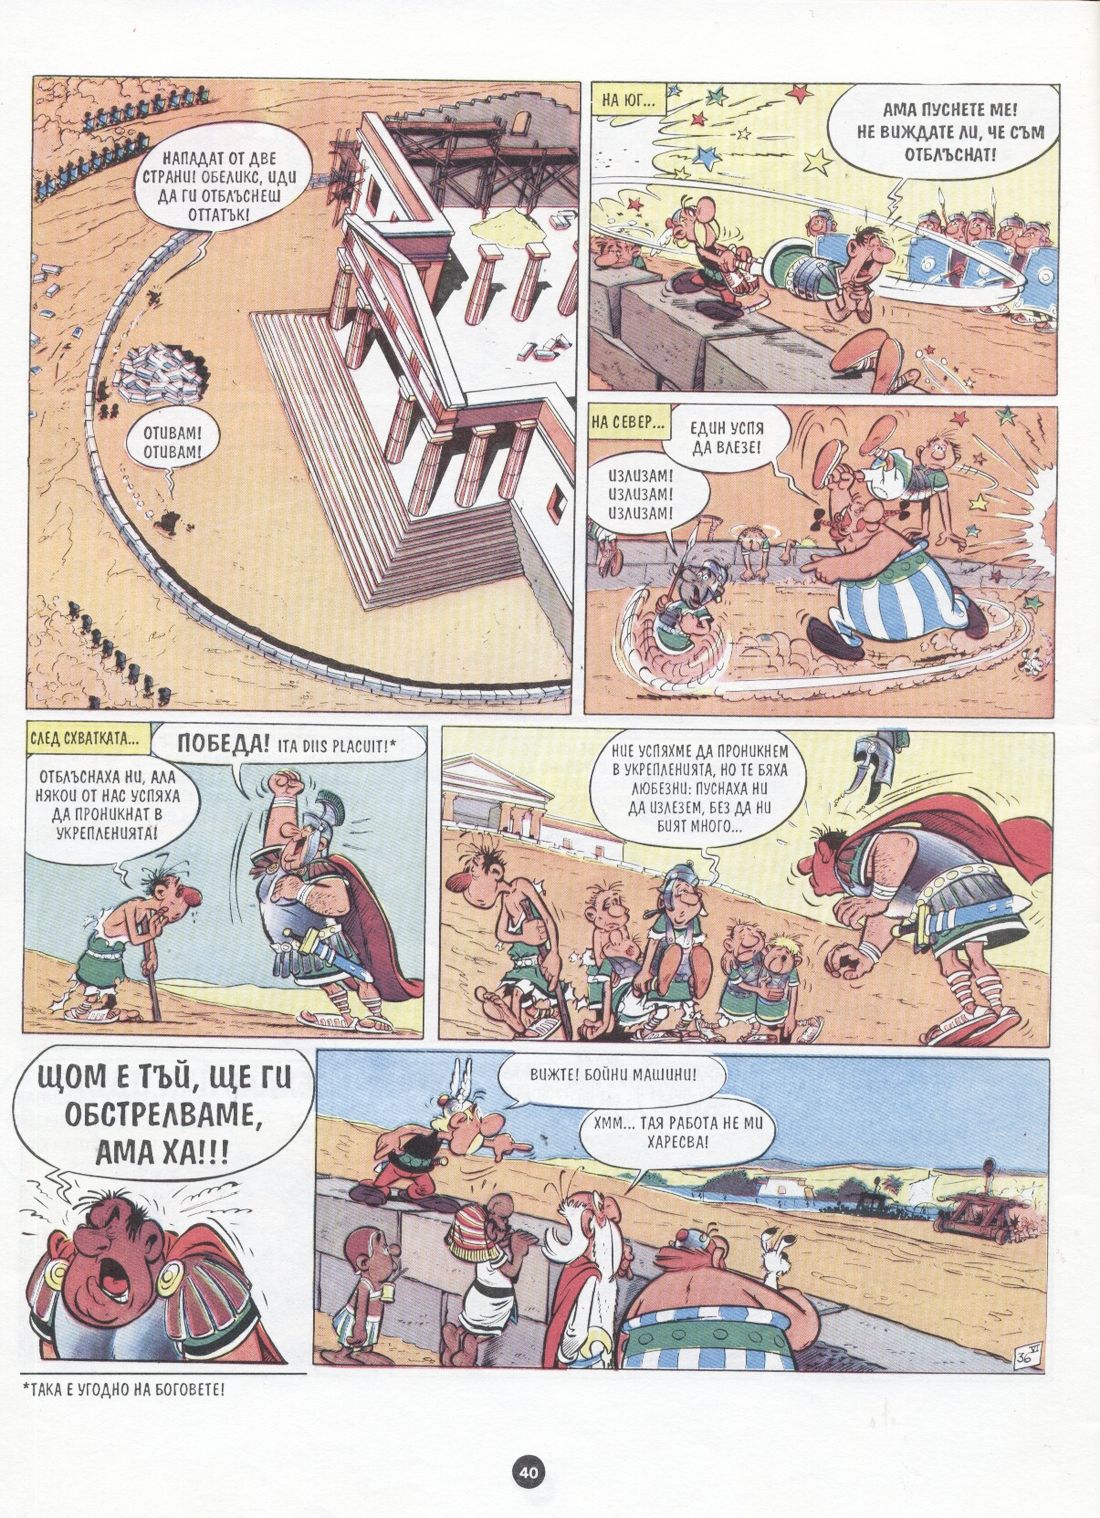 НАПАДАТ ОТ ДВЕ
СТРАНИ! ОБЕЛИКС, ИДИ
ДА ГИ ОТБЛЪСНЕШ
ОТТАТЪК!
ОТИВАМ!
ОТИВАМ!
НА ЮГ...
АМА ПУСНЕТЕ МЕ!
НЕ ВИЖДАТЕ ЛИ, ЧЕ СЪМ
ОТБЛЪСНАТ!
НА СЕВЕР...
ЕДИН УСПЯ
ДА ВЛЕЗЕ!
ИЗЛИЗАМ!
ИЗЛИЗАМ!
ИЗЛИЗАМ!
СЛЕД СХВАТКАТА...
ПОБЕДА! ITA DIIS PLACUIT!*
ОТБЛЪСНАХА НИ, АЛА
НЯКОИ ОТ НАС УСПЯХА
ДА ПРОНИКНАТ В
УКРЕПЛЕНИЯТА!
НИЕ УСПЯХМЕ ДА ПРОНИКНЕМ
В УКРЕПЛЕНИЯТА, НО ТЕ БЯХА
ЛЮБЕЗНИ: ПУСНАХА НИ
ДА ИЗЛЕЗЕМ, БЕЗ ДА НИ
БИЯТ МНОГО...
ЩОМ Е ТЪЙ, ЩЕ ГИ
ОБСТРЕЛВАМЕ,
АМА ХА!!!
ВИЖТЕ! БОЙНИ МАШИНИ!
ХММ... ТАЯ РАБОТА НЕ МИ
ХАРЕСВА!
36 VI
*ТАКА Е УГОДНО НА БОГОВЕТЕ!
40